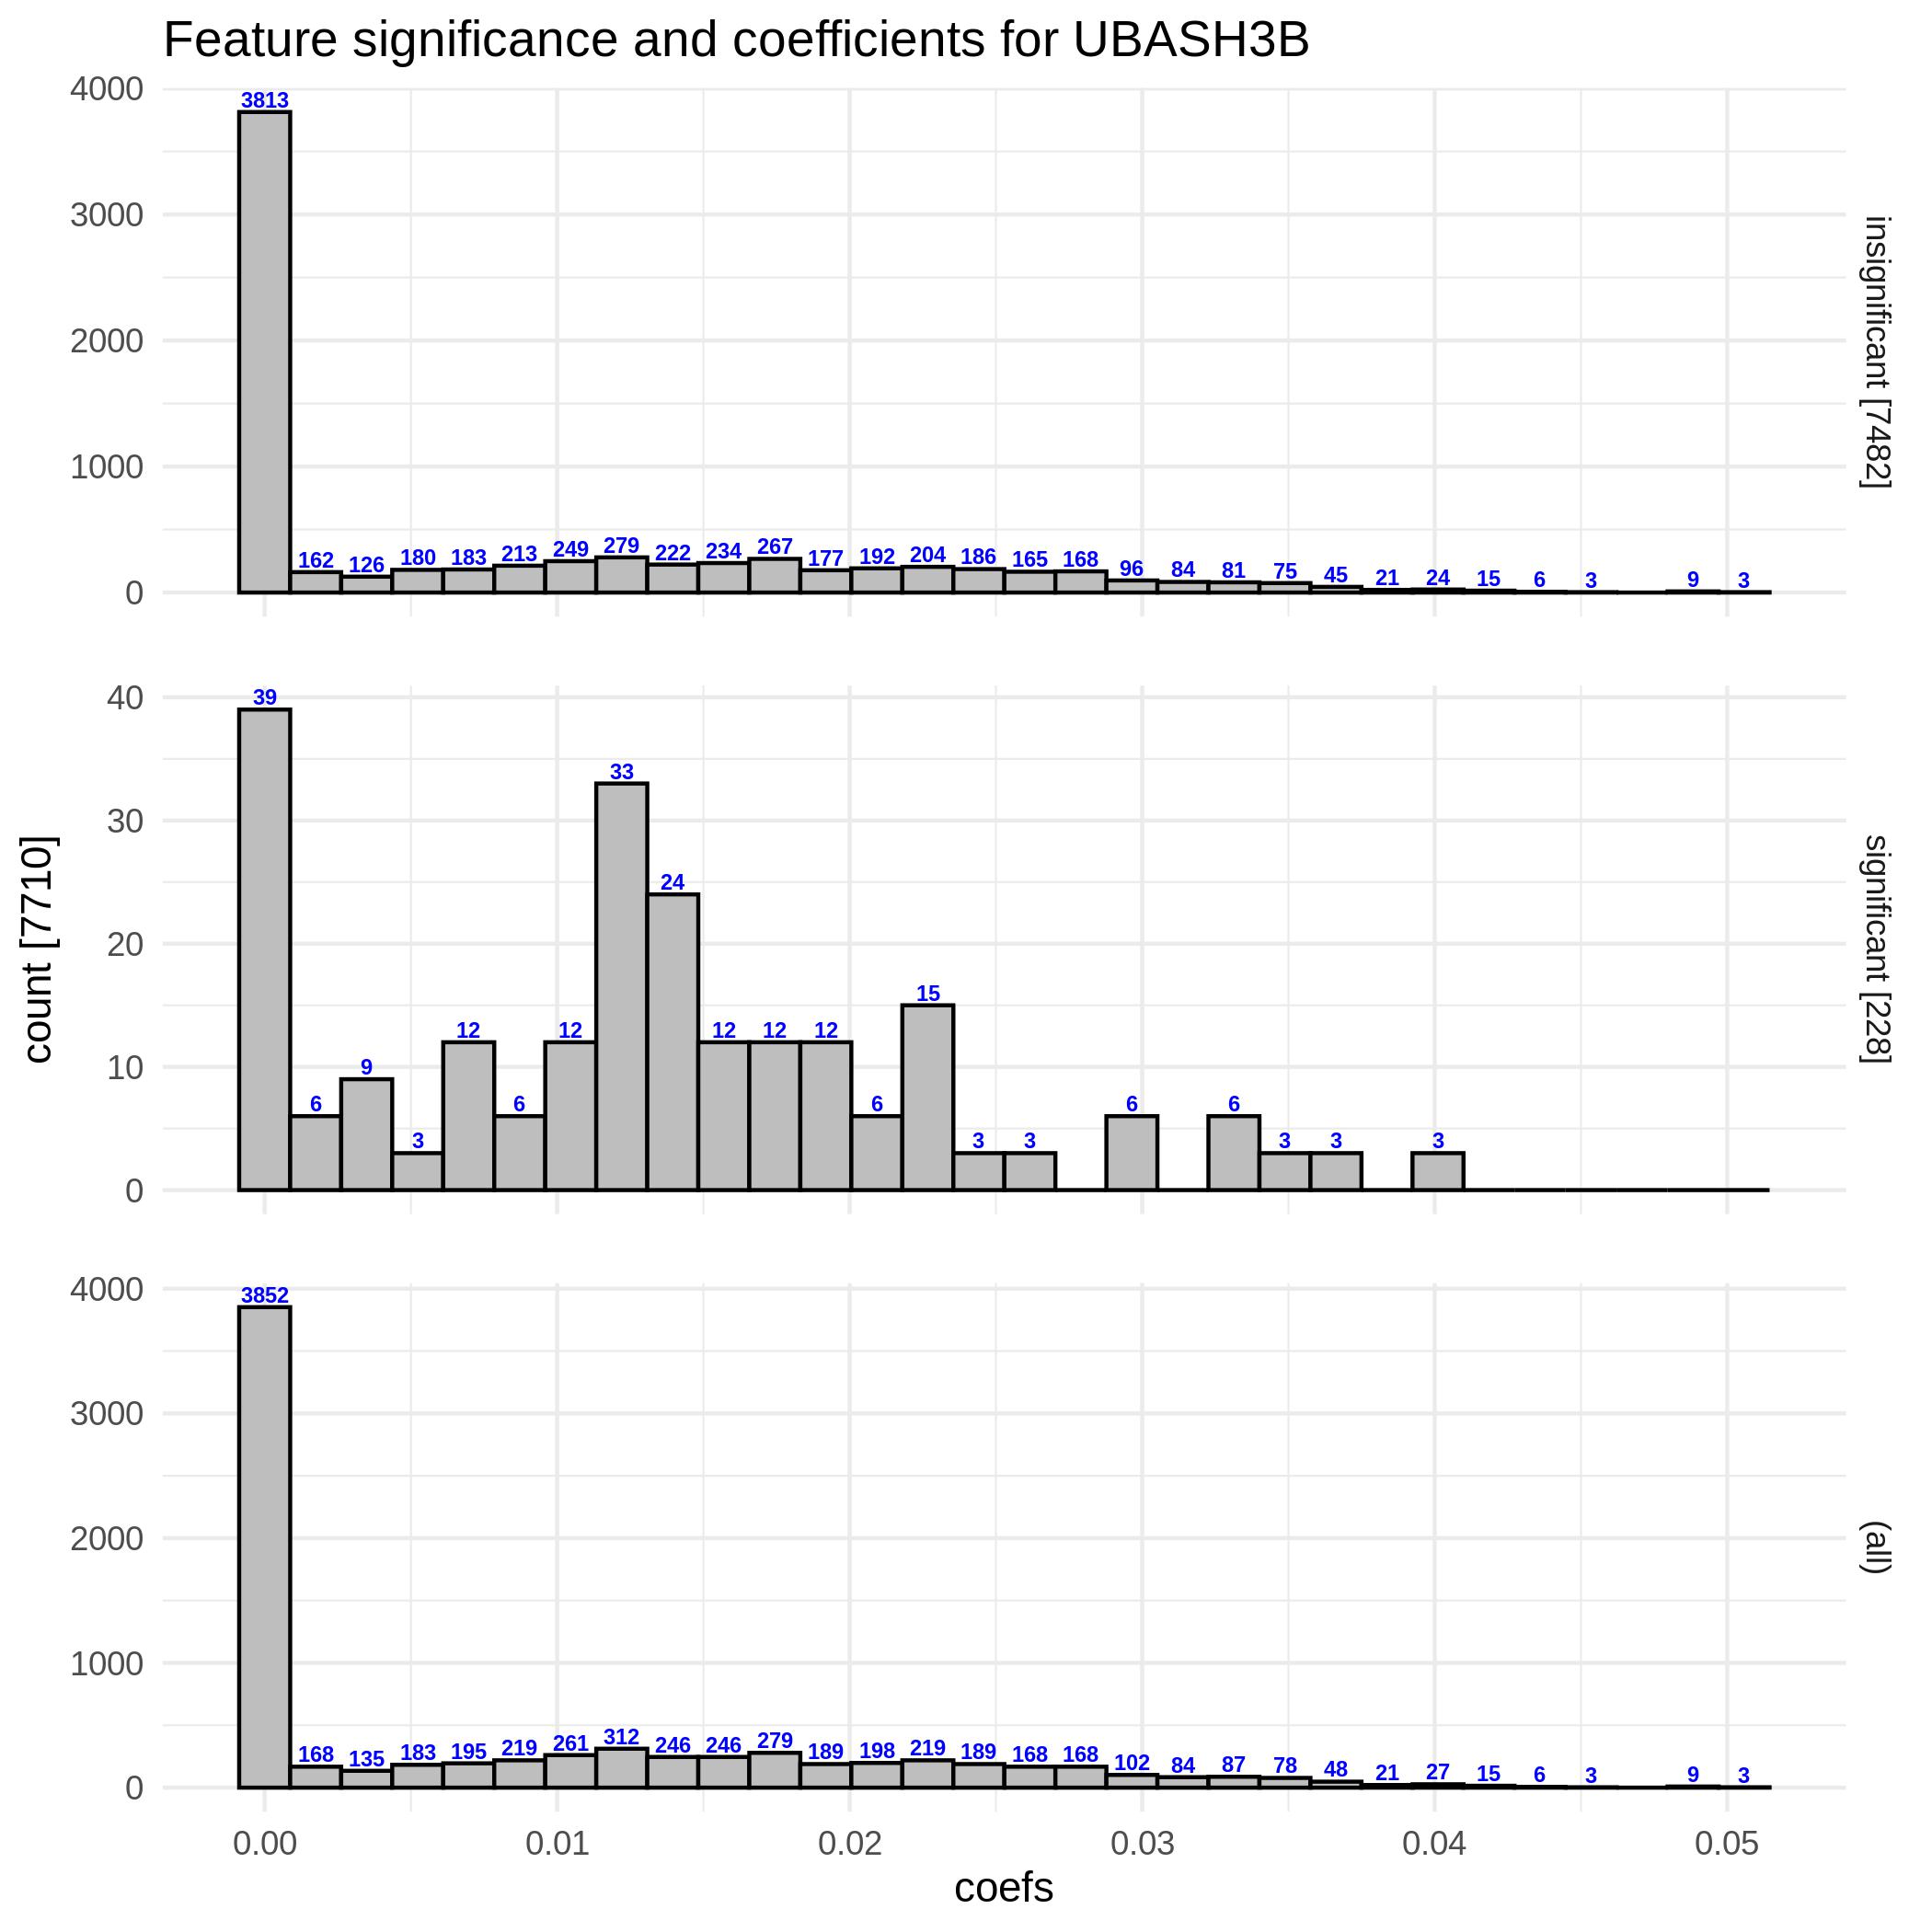 Feature significance and coefficients for UBASH3B
4000
3000
2000
1000
0
3813
162 126 180 183 213 249 279 222 234 267 177 192 204 186 165 168 96 84 81 75 45 21 24 15 6 3 9 3
insignificant [7482]
count [7710]
40
30
20
10
0
39
6 9 3 12 6 12 33 24 12 12 12 6 15 3 3 6 6 3 3 3
significant [228]
4000
3000
2000
1000
0
3852
168 135 183 195 219 261 312 246 246 279 189 198 219 189 168 168 102 84 87 78 48 21 27 15 6 3 9 3
(all)
0.00 0.01 0.02 0.03 0.04 0.05
coefs